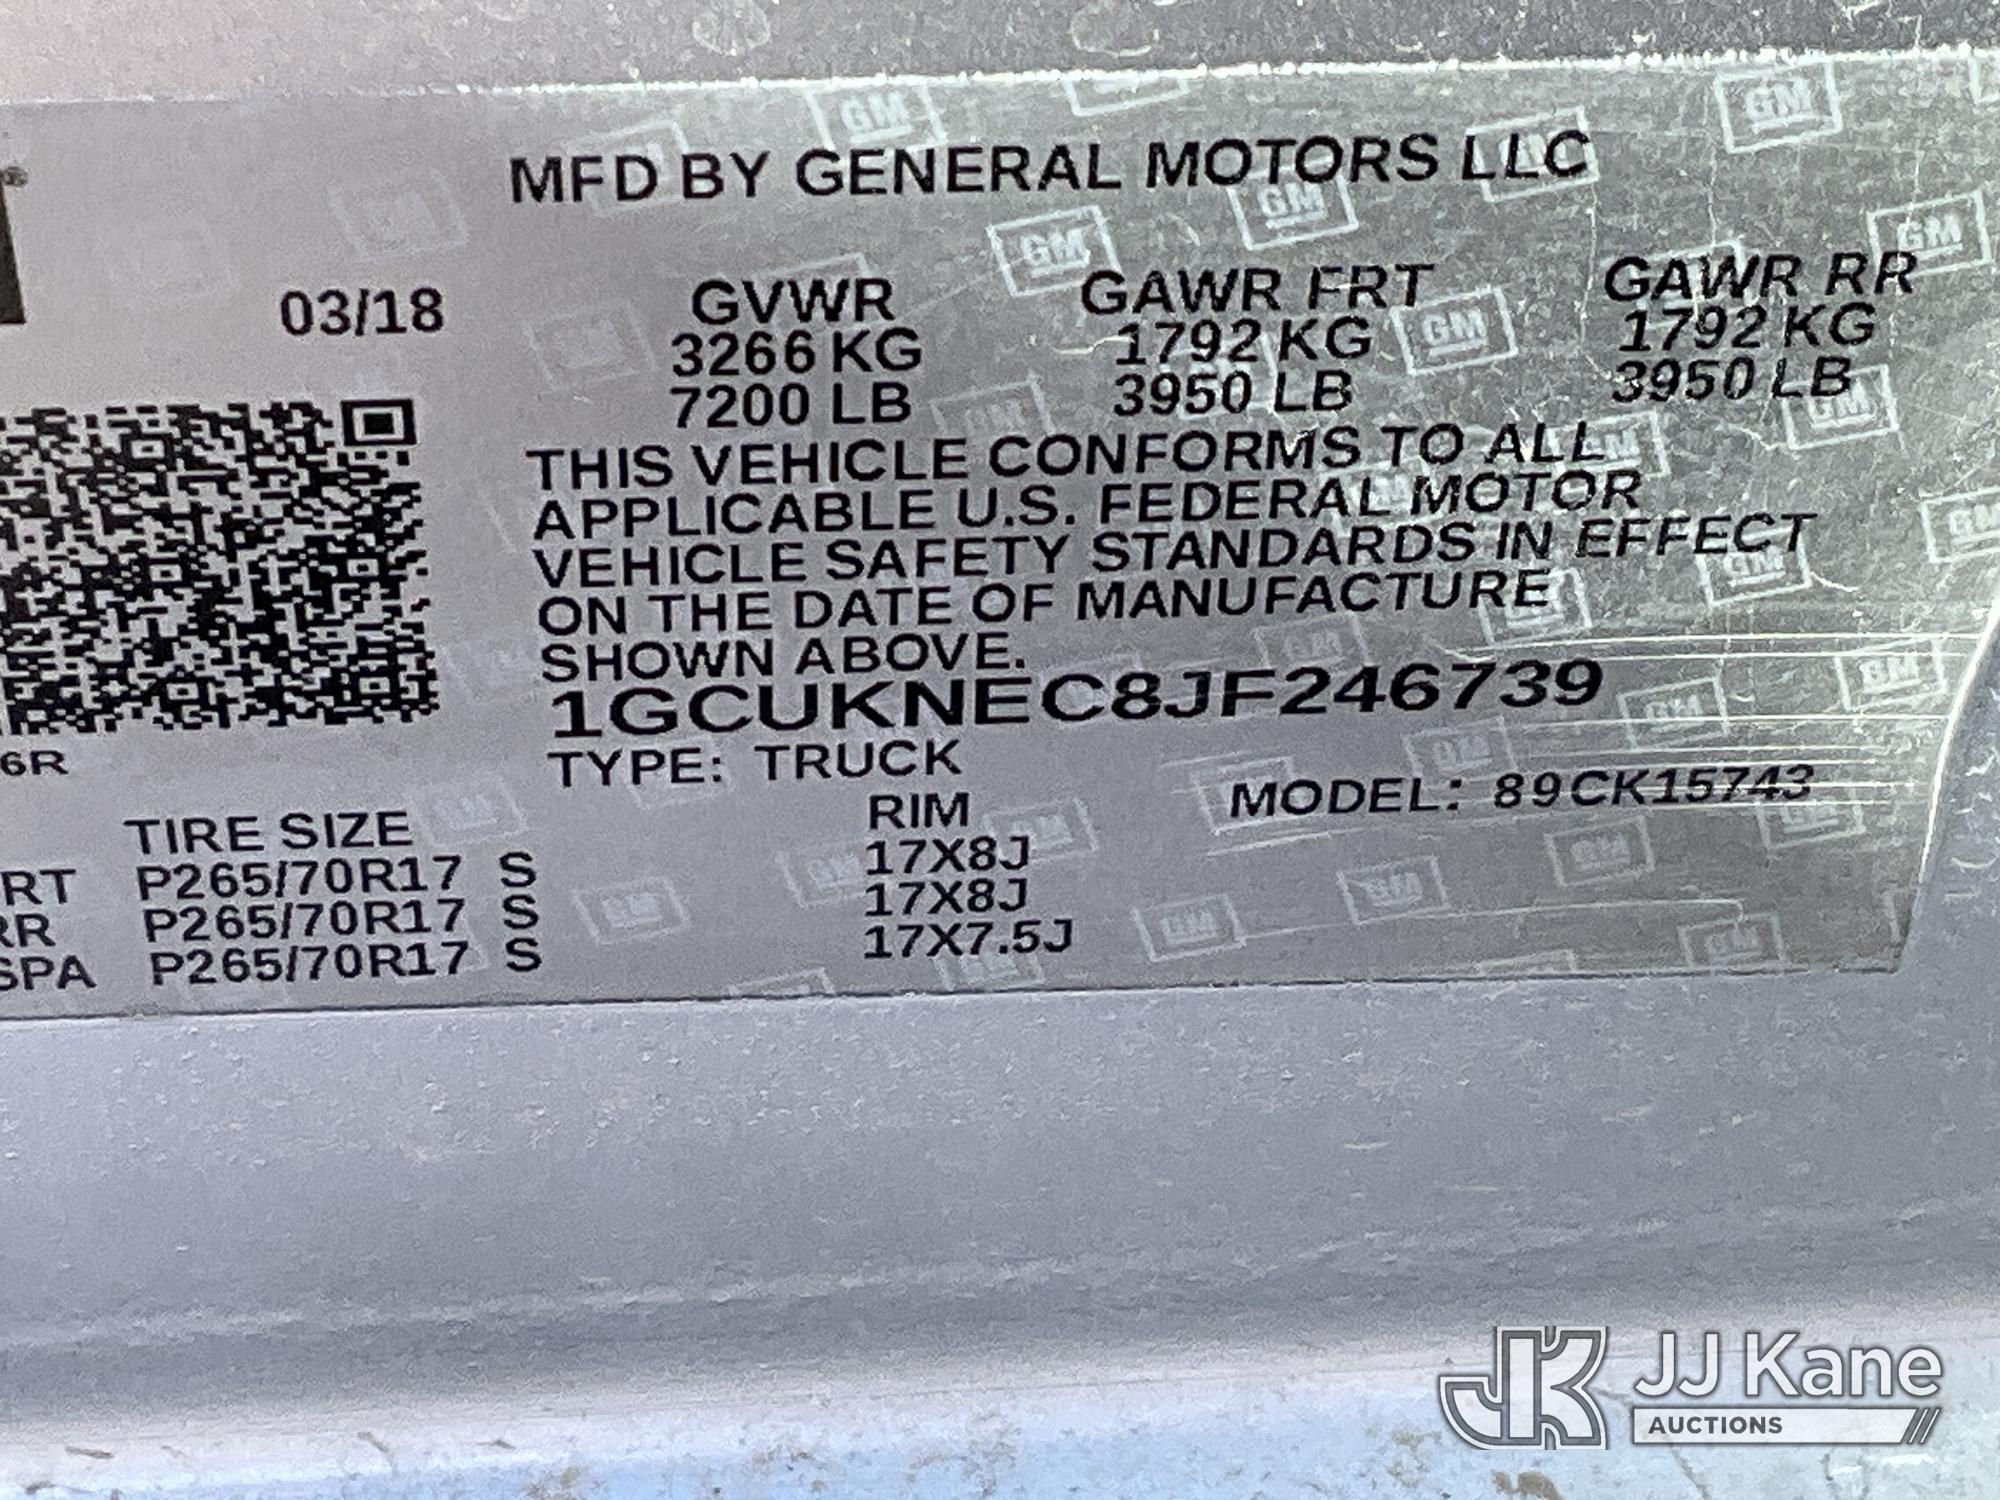 MFD BY GENERAL MOTORS LLC
03/18
GVWR GAWR FRT GAWR RR
3266 KG 1792 KG 1792 KG
7200 LB 3950 LB 3950 LB
THIS VEHICLE CONFORMS TO ALL
APPLICABLE U.S. FEDERAL MOTOR
VEHICLE SAFETY STANDARDS IN EFFECT
ON THE DATE OF MANUFACTURE
SHOWN ABOVE.
1GCUKNEC8JF246739
6R
TYPE: TRUCK
MODEL: 89CK15743
TIRE SIZE RIM
RT P265/70R17 S 17X8J
RR P265/70R17 S 17X8J
SPA P265/70R17 S 17X7.5J
JK JJ Kane
AUCTIONS